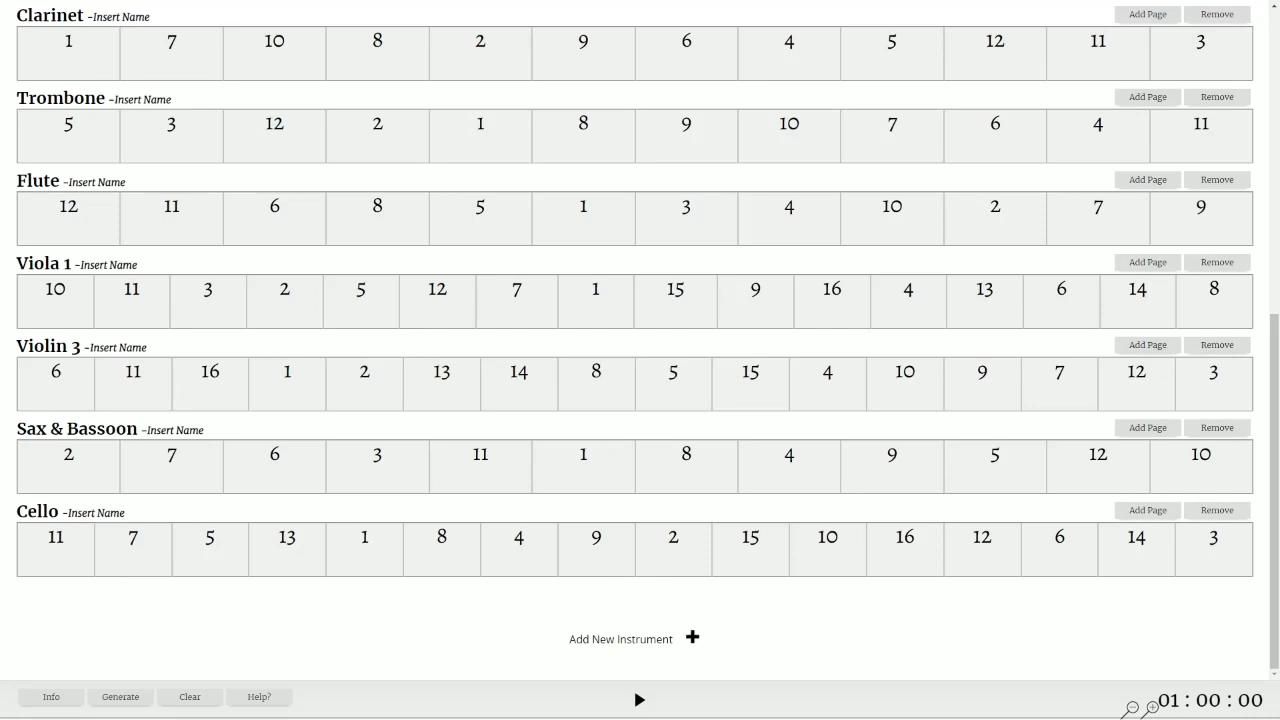 Clarinet -Insert Name Add Page Remove
1 7 10 8 2 9 6 4 5 12 11 3
Trombone -Insert Name Add Page Remove
5 3 12 2 1 8 9 10 7 6 4 11
Flute -Insert Name Add Page Remove
12 11 6 8 5 1 3 4 10 2 7 9
Viola 1 -Insert Name Add Page Remove
10 11 3 2 5 12 7 1 15 9 16 4 13 6 14 8
Violin 3 -Insert Name Add Page Remove
6 11 16 1 2 13 14 8 5 15 4 10 9 7 12 3
Sax & Bassoon -Insert Name Add Page Remove
2 7 6 3 11 1 8 4 9 5 12 10
Cello -Insert Name Add Page Remove
11 7 5 13 1 8 4 9 2 15 10 16 12 6 14 3
Add New Instrument
Info Generate Clear Help? 01 : 00 : 00